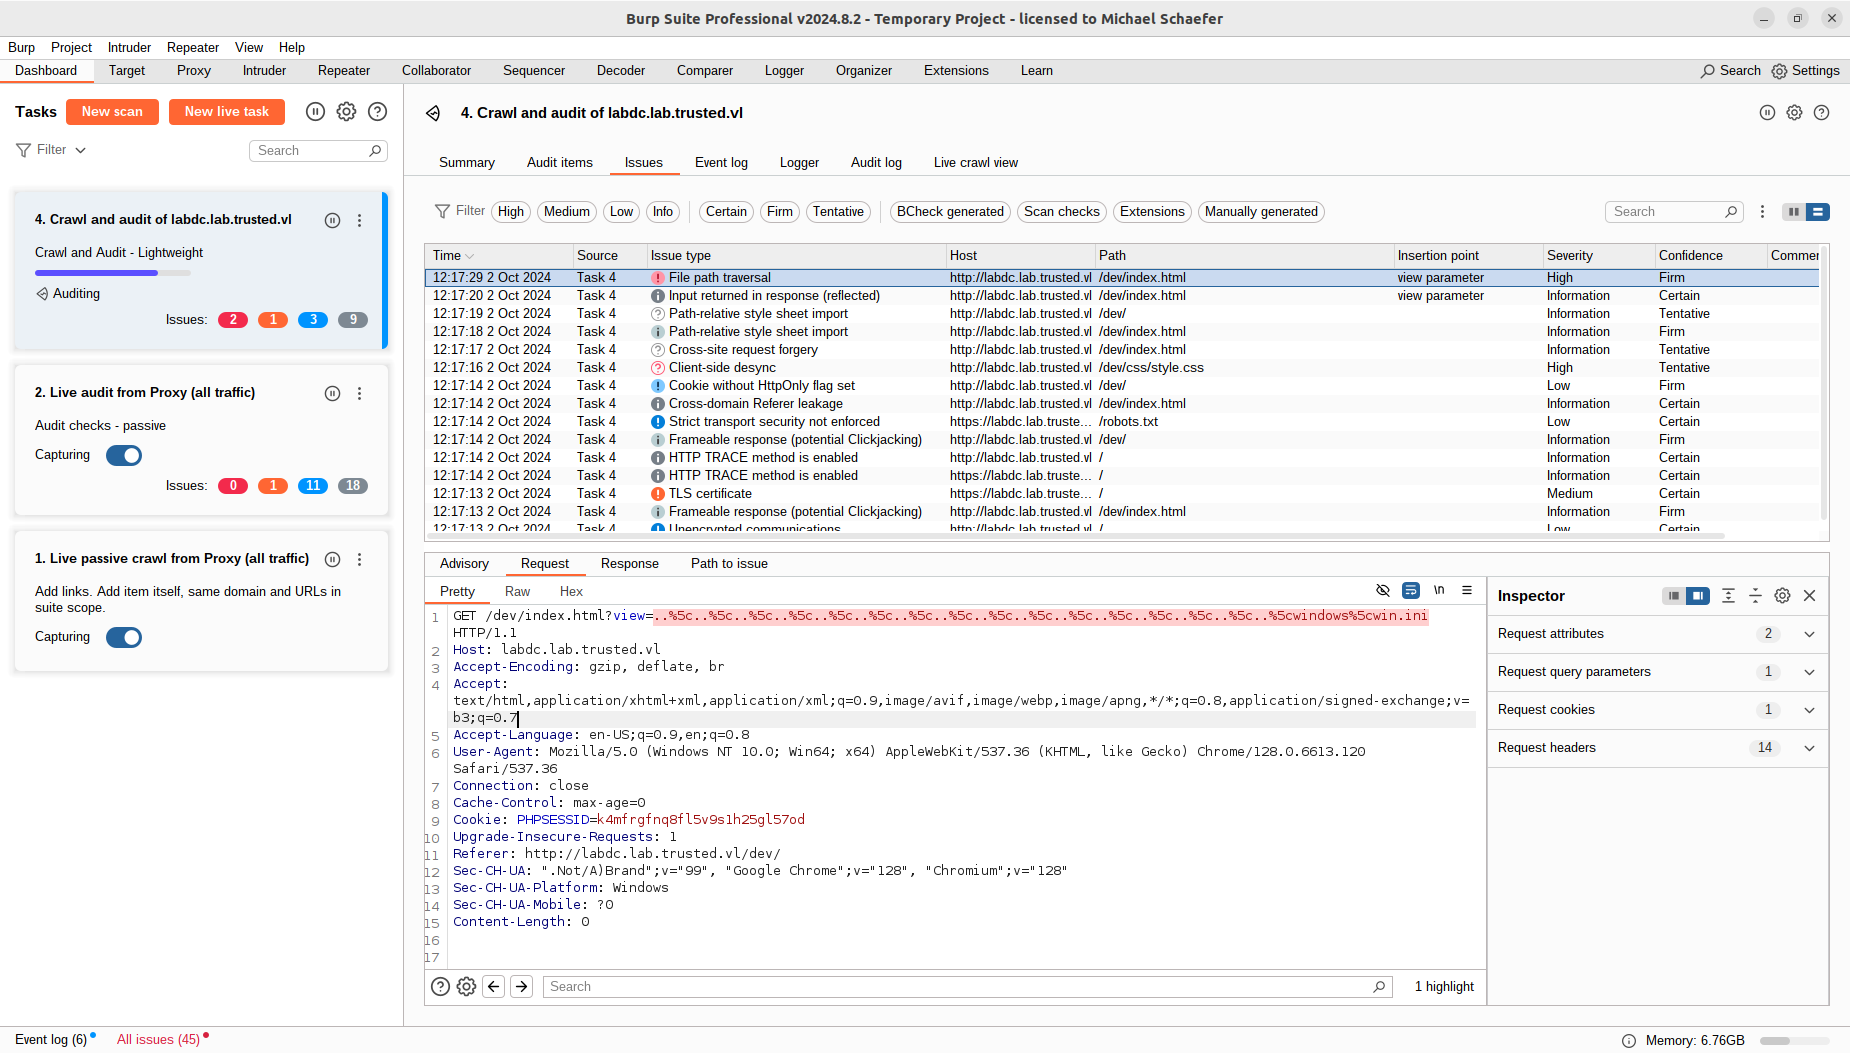 Burp Suite Professional v2024.8.2 - Temporary Project - licensed to Michael Schaefer
Burp Project Intruder Repeater View Help
Dashboard Target Proxy Intruder Repeater Collaborator Sequencer Decoder Comparer Logger Organizer Extensions Learn Search Settings
Tasks New scan New live task
Filter Search
4. Crawl and audit of labdc.lab.trusted.vl
Crawl and Audit - Lightweight
Auditing
Issues: 2 1 3 9
2. Live audit from Proxy (all traffic)
Audit checks - passive
Capturing
Issues: 0 1 11 18
1. Live passive crawl from Proxy (all traffic)
Add links. Add item itself, same domain and URLs in
suite scope.
Capturing
4. Crawl and audit of labdc.lab.trusted.vl
Summary Audit items Issues Event log Logger Audit log Live crawl view
Filter High Medium Low Info Certain Firm Tentative BCheck generated Scan checks Extensions Manually generated Search
Time Source Issue type Host Path Insertion point Severity Confidence Commer
12:17:29 2 Oct 2024 Task 4 File path traversal http://labdc.lab.trusted.vl /dev/index.html view parameter High Firm
12:17:20 2 Oct 2024 Task 4 Input returned in response (reflected) http://labdc.lab.trusted.vl /dev/index.html view parameter Information Certain
12:17:19 2 Oct 2024 Task 4 Path-relative style sheet import http://labdc.lab.trusted.vl /dev/ Information Tentative
12:17:18 2 Oct 2024 Task 4 Path-relative style sheet import http://labdc.lab.trusted.vl /dev/index.html Information Firm
12:17:17 2 Oct 2024 Task 4 Cross-site request forgery http://labdc.lab.trusted.vl /dev/index.html Information Tentative
12:17:16 2 Oct 2024 Task 4 Client-side desync http://labdc.lab.trusted.vl /dev/css/style.css High Tentative
12:17:14 2 Oct 2024 Task 4 Cookie without HttpOnly flag set http://labdc.lab.trusted.vl /dev/ Low Firm
12:17:14 2 Oct 2024 Task 4 Cross-domain Referer leakage http://labdc.lab.trusted.vl /dev/index.html Information Certain
12:17:14 2 Oct 2024 Task 4 Strict transport security not enforced https://labdc.lab.truste... /robots.txt Low Certain
12:17:14 2 Oct 2024 Task 4 Frameable response (potential Clickjacking) http://labdc.lab.trusted.vl /dev/ Information Firm
12:17:14 2 Oct 2024 Task 4 HTTP TRACE method is enabled http://labdc.lab.trusted.vl / Information Certain
12:17:14 2 Oct 2024 Task 4 HTTP TRACE method is enabled https://labdc.lab.truste... / Information Certain
12:17:13 2 Oct 2024 Task 4 TLS certificate https://labdc.lab.truste... / Medium Certain
12:17:13 2 Oct 2024 Task 4 Frameable response (potential Clickjacking) http://labdc.lab.trusted.vl /dev/index.html Information Firm
12:17:13 2 Oct 2024 Task 4 Unencrypted communications http://labdc.lab.trusted.vl / Low Certain
Advisory Request Response Path to issue
Pretty Raw Hex \n
1 GET /dev/index.html?view=..%5c..%5c..%5c..%5c..%5c..%5c..%5c..%5c..%5c..%5c..%5c..%5c..%5c..%5c..%5c..%5cwindows%5cwin.ini
HTTP/1.1
2 Host: labdc.lab.trusted.vl
3 Accept-Encoding: gzip, deflate, br
4 Accept:
text/html,application/xhtml+xml,application/xml;q=0.9,image/avif,image/webp,image/apng,*/*;q=0.8,application/signed-exchange;v=
b3;q=0.7
5 Accept-Language: en-US;q=0.9,en;q=0.8
6 User-Agent: Mozilla/5.0 (Windows NT 10.0; Win64; x64) AppleWebKit/537.36 (KHTML, like Gecko) Chrome/128.0.6613.120
Safari/537.36
7 Connection: close
8 Cache-Control: max-age=0
9 Cookie: PHPSESSID=k4mfrgfnq8fl5v9s1h25gl57od
10 Upgrade-Insecure-Requests: 1
11 Referer: http://labdc.lab.trusted.vl/dev/
12 Sec-CH-UA: ".Not/A)Brand";v="99", "Google Chrome";v="128", "Chromium";v="128"
13 Sec-CH-UA-Platform: Windows
14 Sec-CH-UA-Mobile: ?0
15 Content-Length: 0
16
17
Search 1 highlight
Inspector
Request attributes 2
Request query parameters 1
Request cookies 1
Request headers 14
Event log (6) All issues (45) Memory: 6.76GB